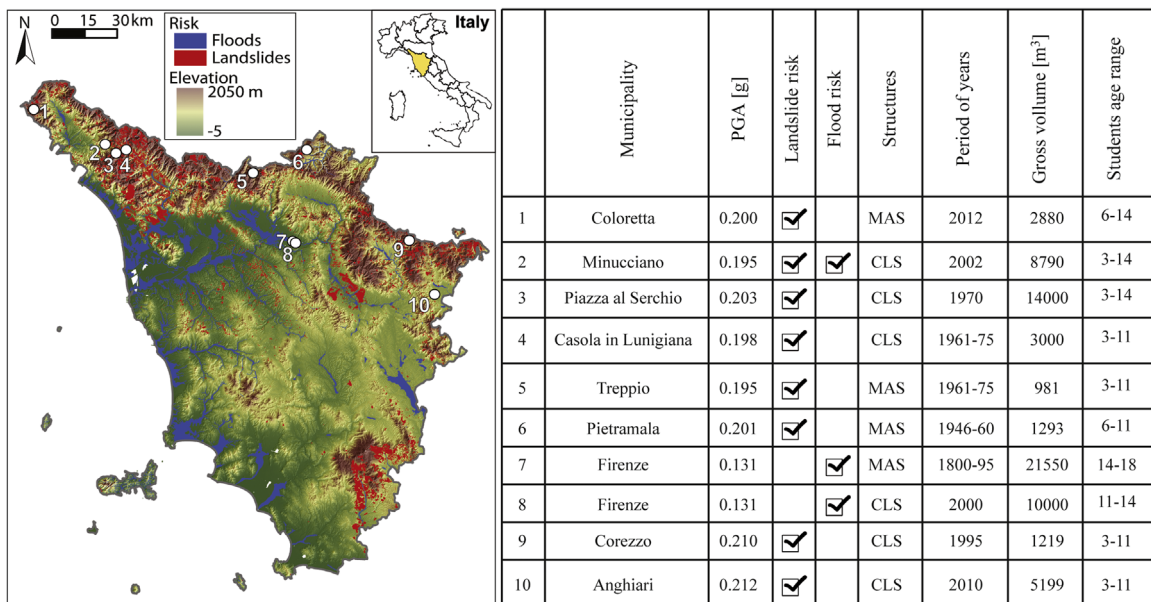 N
0 15 30 km
Risk
Floods
Landslides
Elevation
2050 m
-5
Italy
1
2
3
4
5
6
7
8
9
10
Municipality PGA [g] Landslide risk Flood risk Structures Period of years Gross vollume [m³] Students age range
1 Coloretta 0.200 MAS 2012 2880 6-14
2 Minucciano 0.195 CLS 2002 8790 3-14
3 Piazza al Serchio 0.203 CLS 1970 14000 3-14
4 Casola in Lunigiana 0.198 CLS 1961-75 3000 3-11
5 Treppio 0.195 MAS 1961-75 981 3-11
6 Pietramala 0.201 MAS 1946-60 1293 6-11
7 Firenze 0.131 MAS 1800-95 21550 14-18
8 Firenze 0.131 CLS 2000 10000 11-14
9 Corezzo 0.210 CLS 1995 1219 3-11
10 Anghiari 0.212 CLS 2010 5199 3-11